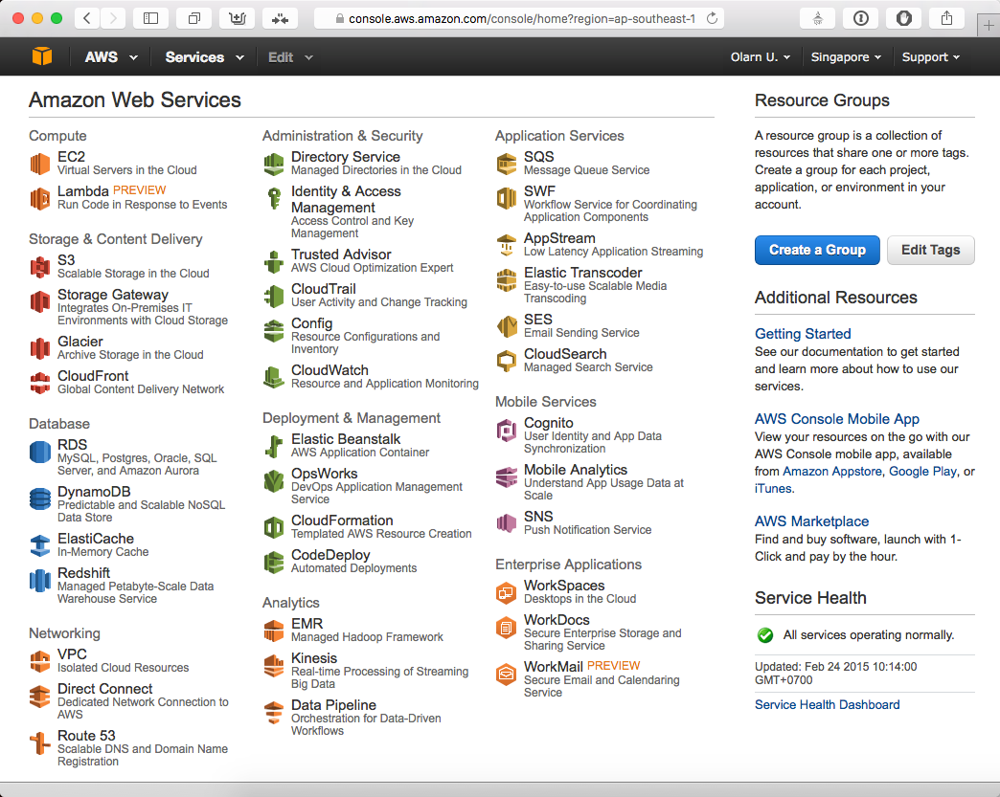 console.aws.amazon.com/console/home?region=ap-southeast-1
AWS
Services
Edit
Olarn U.
Singapore
Support
Amazon Web Services
Compute
EC2
Virtual Servers in the Cloud
Lambda PREVIEW
Run Code in Response to Events
Storage & Content Delivery
S3
Scalable Storage in the Cloud
Storage Gateway
Integrates On-Premises IT
Environments with Cloud Storage
Glacier
Archive Storage in the Cloud
CloudFront
Global Content Delivery Network
Database
RDS
MySQL, Postgres, Oracle, SQL
Server, and Amazon Aurora
DynamoDB
Predictable and Scalable NoSQL
Data Store
ElastiCache
In-Memory Cache
Redshift
Managed Petabyte-Scale Data
Warehouse Service
Networking
VPC
Isolated Cloud Resources
Direct Connect
Dedicated Network Connection to
AWS
Route 53
Scalable DNS and Domain Name
Registration
Administration & Security
Directory Service
Managed Directories in the Cloud
Identity & Access
Management
Access Control and Key
Management
Trusted Advisor
AWS Cloud Optimization Expert
CloudTrail
User Activity and Change Tracking
Config
Resource Configurations and
Inventory
CloudWatch
Resource and Application Monitoring
Deployment & Management
Elastic Beanstalk
AWS Application Container
OpsWorks
DevOps Application Management
Service
CloudFormation
Templated AWS Resource Creation
CodeDeploy
Automated Deployments
Analytics
EMR
Managed Hadoop Framework
Kinesis
Real-time Processing of Streaming
Big Data
Data Pipeline
Orchestration for Data-Driven
Workflows
Application Services
SQS
Message Queue Service
SWF
Workflow Service for Coordinating
Application Components
AppStream
Low Latency Application Streaming
Elastic Transcoder
Easy-to-use Scalable Media
Transcoding
SES
Email Sending Service
CloudSearch
Managed Search Service
Mobile Services
Cognito
User Identity and App Data
Synchronization
Mobile Analytics
Understand App Usage Data at
Scale
SNS
Push Notification Service
Enterprise Applications
WorkSpaces
Desktops in the Cloud
WorkDocs
Secure Enterprise Storage and
Sharing Service
WorkMail PREVIEW
Secure Email and Calendaring
Service
Resource Groups
A resource group is a collection of
resources that share one or more tags.
Create a group for each project,
application, or environment in your
account.
Create a Group
Edit Tags
Additional Resources
Getting Started
See our documentation to get started
and learn more about how to use our
services.
AWS Console Mobile App
View your resources on the go with our
AWS Console mobile app, available
from Amazon Appstore, Google Play, or
iTunes.
AWS Marketplace
Find and buy software, launch with 1-
Click and pay by the hour.
Service Health
All services operating normally.
Updated: Feb 24 2015 10:14:00
GMT+0700
Service Health Dashboard